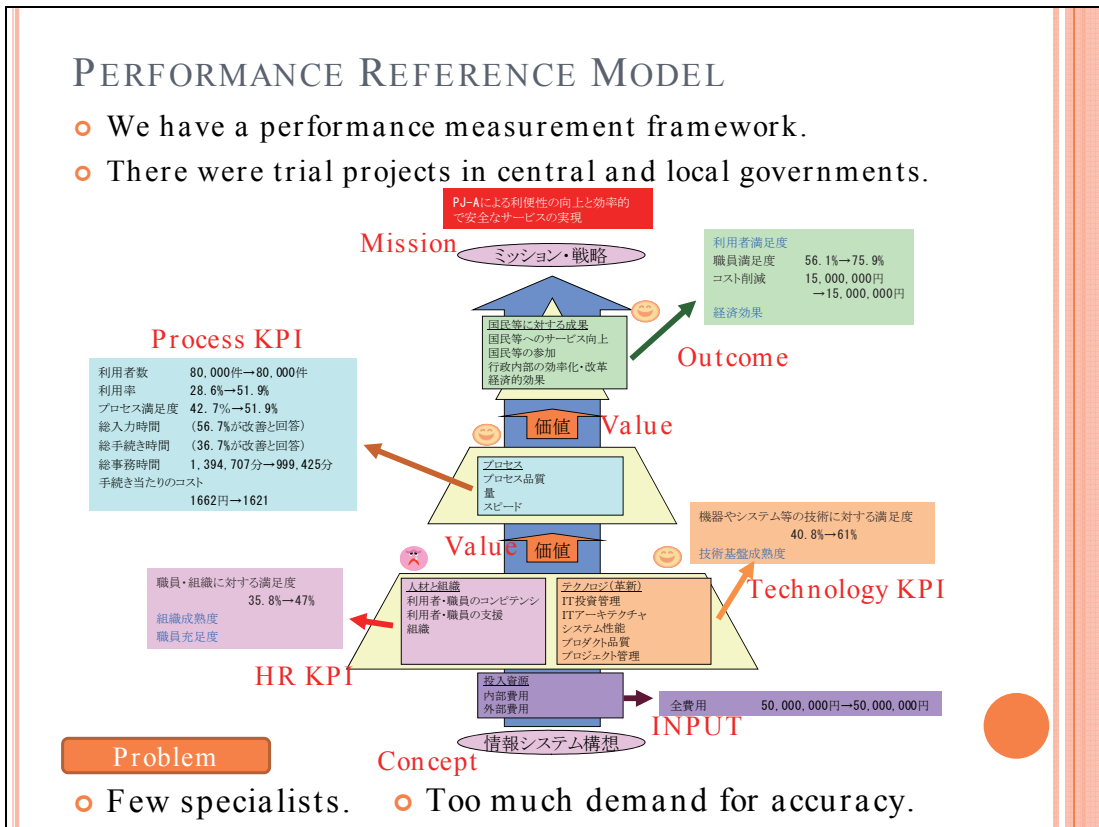 PERFORMANCE REFERENCE MODEL
We have a performance measurement framework.
There were trial projects in central and local governments.
PJ-Aによる利便性の向上と効率的
で安全なサービスの実現
Mission
ミッション・戦略
利用者満足度
職員満足度 56.1%→75.9%
コスト削減 15,000,000円
→15,000,000円
経済効果
Outcome
国民等に対する成果
国民等へのサービス向上
国民等の参加
行政内部の効率化・改革
経済的効果
Process KPI
利用者数 80,000件→80,000件
利用率 28.6%→51.9%
プロセス満足度 42.7%→51.9%
総入力時間 (56.7%が改善と回答)
総手続き時間 (36.7%が改善と回答)
総事務時間 1,394,707分→999,425分
手続き当たりのコスト
1662円→1621
価値
Value
プロセス
プロセス品質
量
スピード
機器やシステム等の技術に対する満足度
40.8%→61%
技術基盤成熟度
Technology KPI
Value
価値
職員・組織に対する満足度
35.8%→47%
組織成熟度
職員充足度
HR KPI
人材と組織
利用者・職員のコンピテンシ
利用者・職員の支援
組織
テクノロジ(革新)
IT投資管理
ITアーキテクチャ
システム性能
プロダクト品質
プロジェクト管理
投入資源
内部費用
外部費用
全費用 50,000,000円→50,000,000円
INPUT
情報システム構想
Concept
Problem
Few specialists.
Too much demand for accuracy.